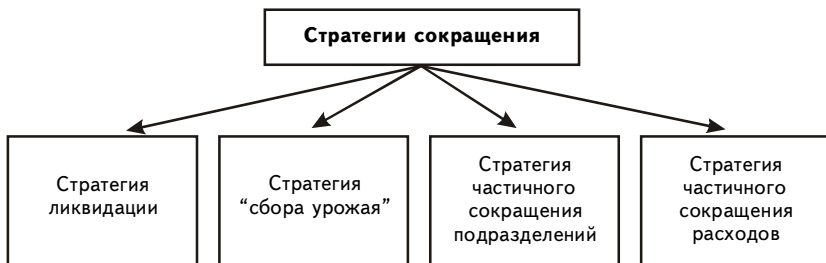 Стратегии сокращения
Стратегия
ликвидации
Стратегия
“сбора урожая”
Стратегия
частичного
сокращения
подразделений
Стратегия
частичного
сокращения
расходов